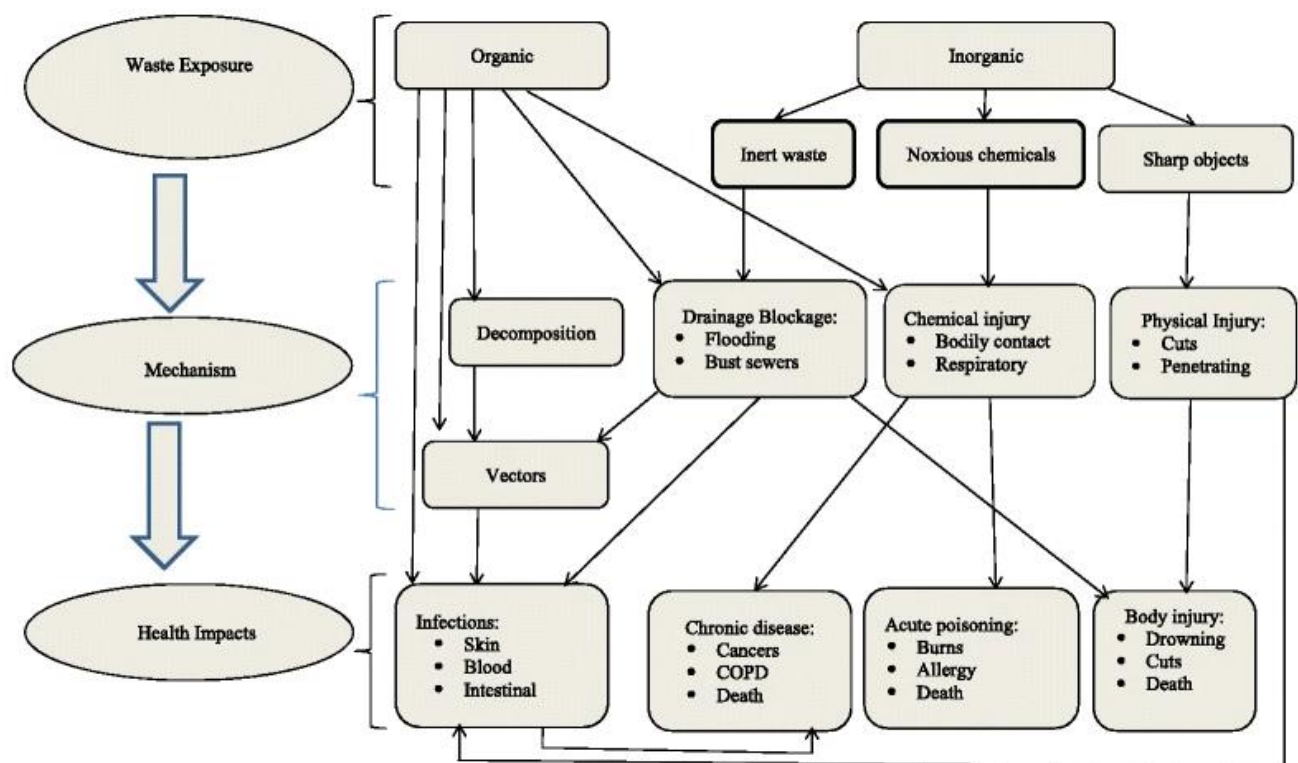 Waste Exposure
Organic
Inorganic
Inert waste
Noxious chemicals
Sharp objects
Mechanism
Decomposition
Drainage Blockage:
• Flooding
• Bust sewers
Chemical injury
• Bodily contact
• Respiratory
Physical Injury:
• Cuts
• Penetrating
Vectors
Health Impacts
Infections:
• Skin
• Blood
• Intestinal
Chronic disease:
• Cancers
• COPD
• Death
Acute poisoning:
• Burns
• Allergy
• Death
Body injury:
• Drowning
• Cuts
• Death